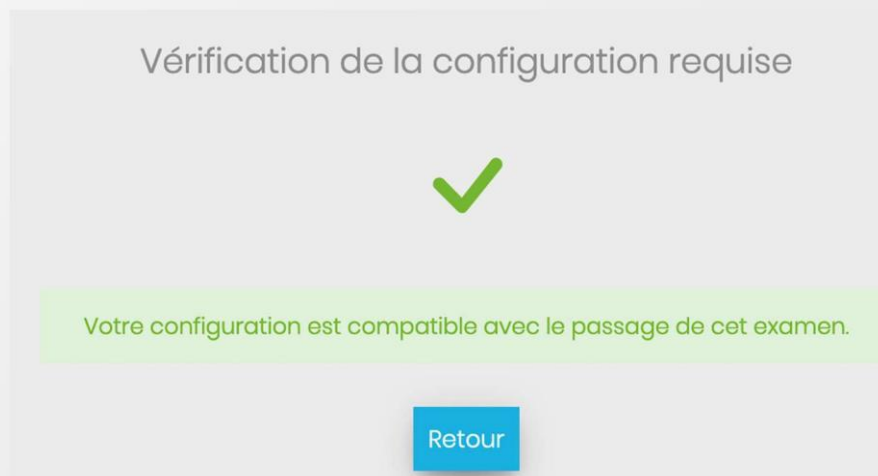 Vérification de la configuration requise
Votre configuration est compatible avec le passage de cet examen.
Retour